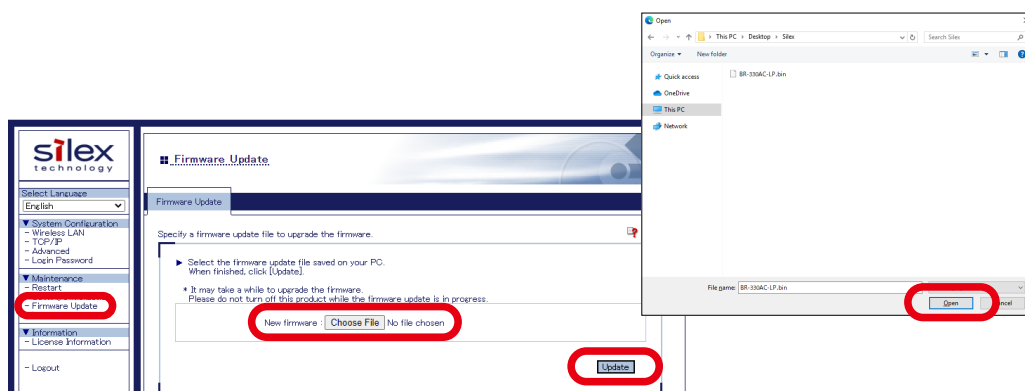 silex
technology
Select Language
English
▼ System Configuration
- Wireless LAN
- TCP/IP
- Advanced
- Login Password
▼ Maintenance
- Restart
- Firmware Update
▼ Information
- License Information
- Logout
Firmware Update
Firmware Update
Specify a firmware update file to upgrade the firmware.
▶ Select the firmware update file saved on your PC.
When finished, click [Update].
* It may take a while to upgrade the firmware.
Please do not turn off this product while the firmware update is in progress.
New firmware : Choose File No file chosen
Update
Open
This PC > Desktop > Silex
Search Silex
Organize
New folder
Quick access
OneDrive
This PC
Network
BR-330AC-LP.bin
File name: BR-330AC-LP.bin
Open
ncel